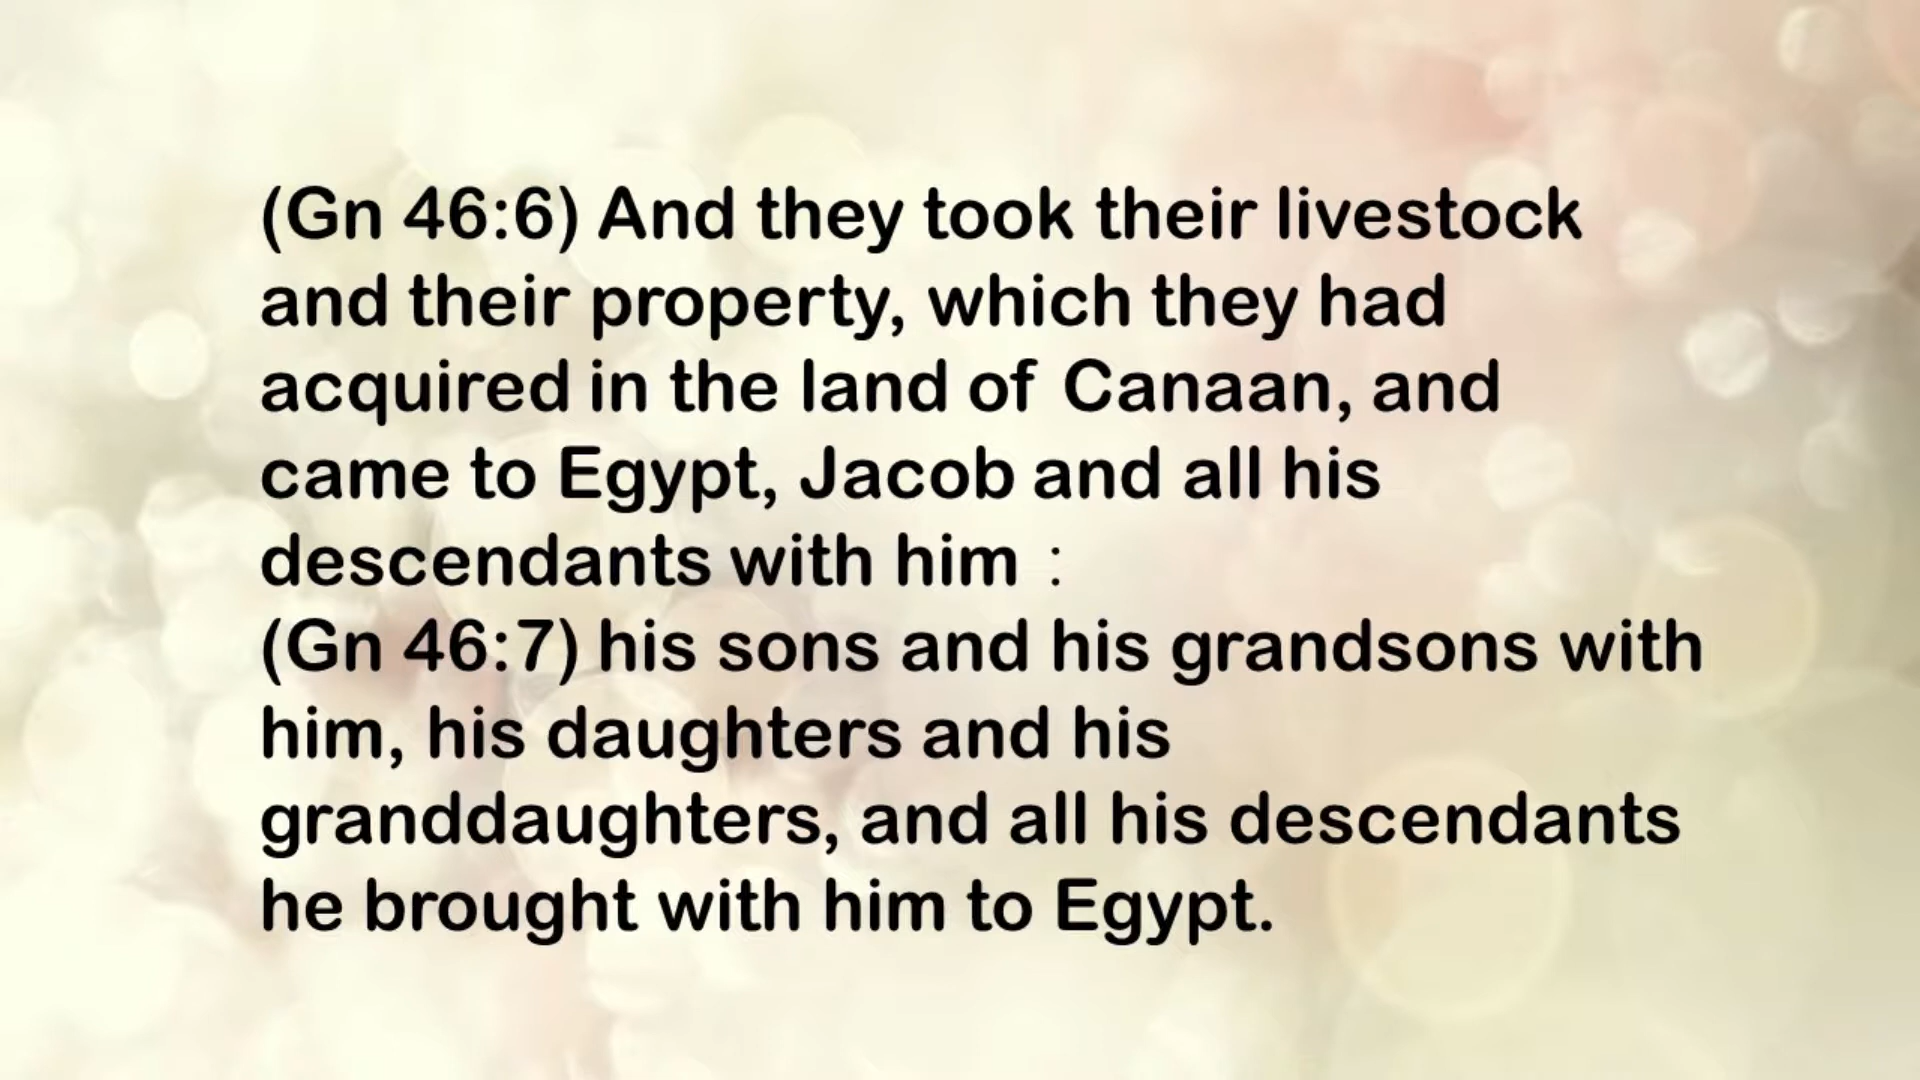 (Gn 46:6) And they took their livestock
and their property, which they had
acquired in the land of Canaan, and
came to Egypt, Jacob and all his
descendants with him :
(Gn 46:7) his sons and his grandsons with
him, his daughters and his
granddaughters, and all his descendants
he brought with him to Egypt.